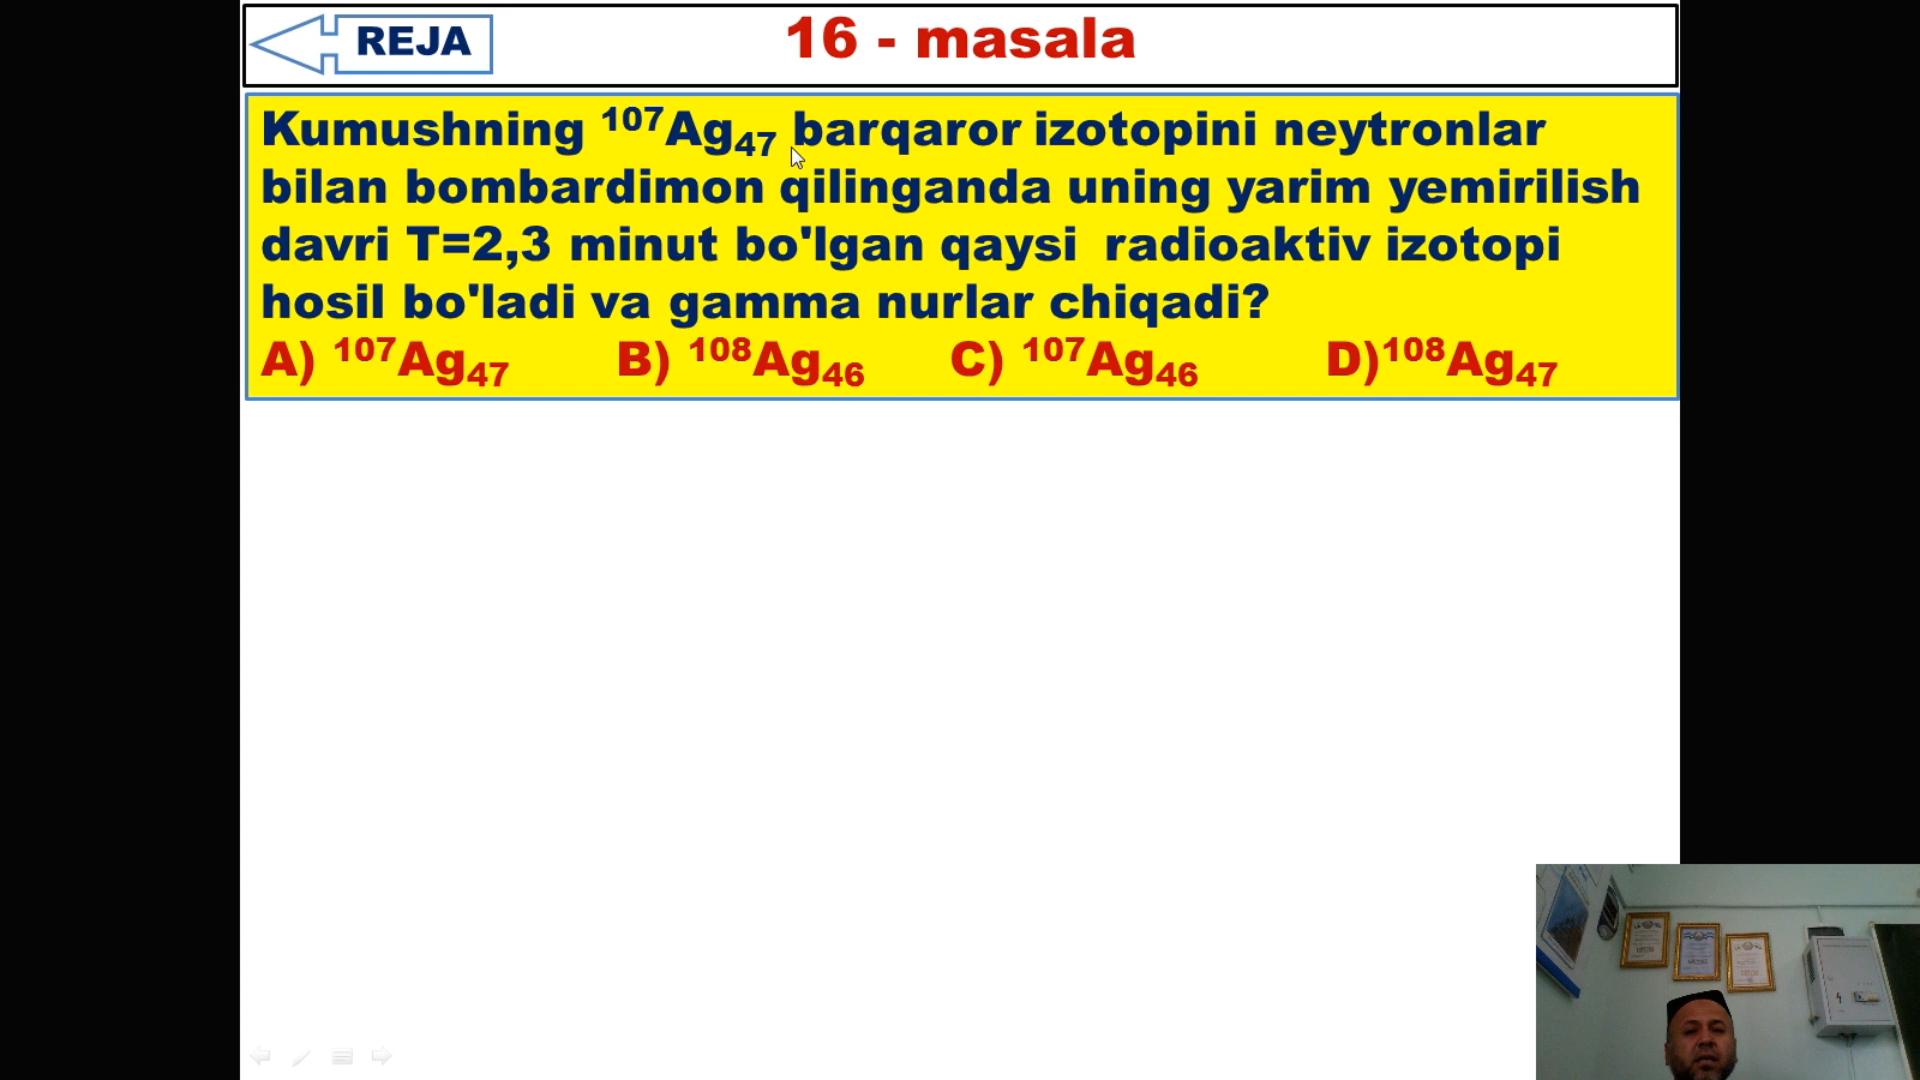 REJA
16 - masala
Kumushning ¹⁰⁷Ag₄₇ barqaror izotopini neytronlar
bilan bombardimon qilinganda uning yarim yemirilish
davri T=2,3 minut bo'lgan qaysi radioaktiv izotopi
hosil bo'ladi va gamma nurlar chiqadi?
A) ¹⁰⁷Ag₄₇ B) ¹⁰⁸Ag₄₆ C) ¹⁰⁷Ag₄₆ D)¹⁰⁸Ag₄₇